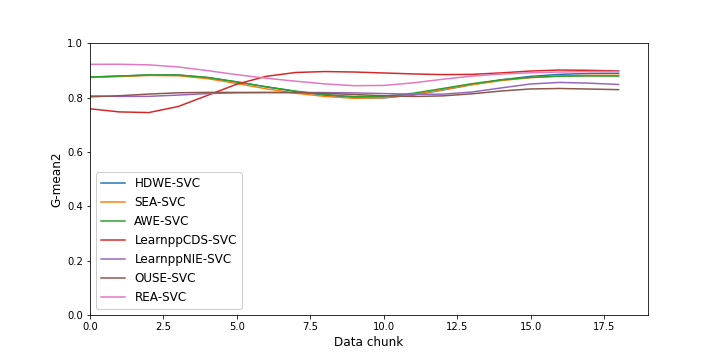 1.0
0.8
0.6
0.4
0.2
0.0
G-mean2
HDWE-SVC
SEA-SVC
AWE-SVC
LearnppCDS-SVC
LearnppNIE-SVC
OUSE-SVC
REA-SVC
0.0 2.5 5.0 7.5 10.0 12.5 15.0 17.5
Data chunk